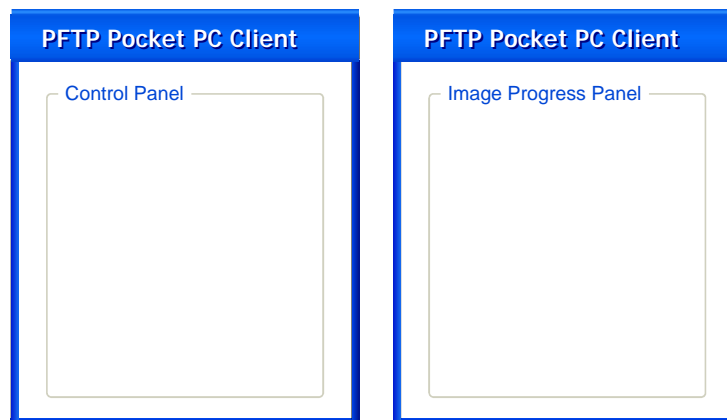 PFTP Pocket PC Client
Control Panel
PFTP Pocket PC Client
Image Progress Panel